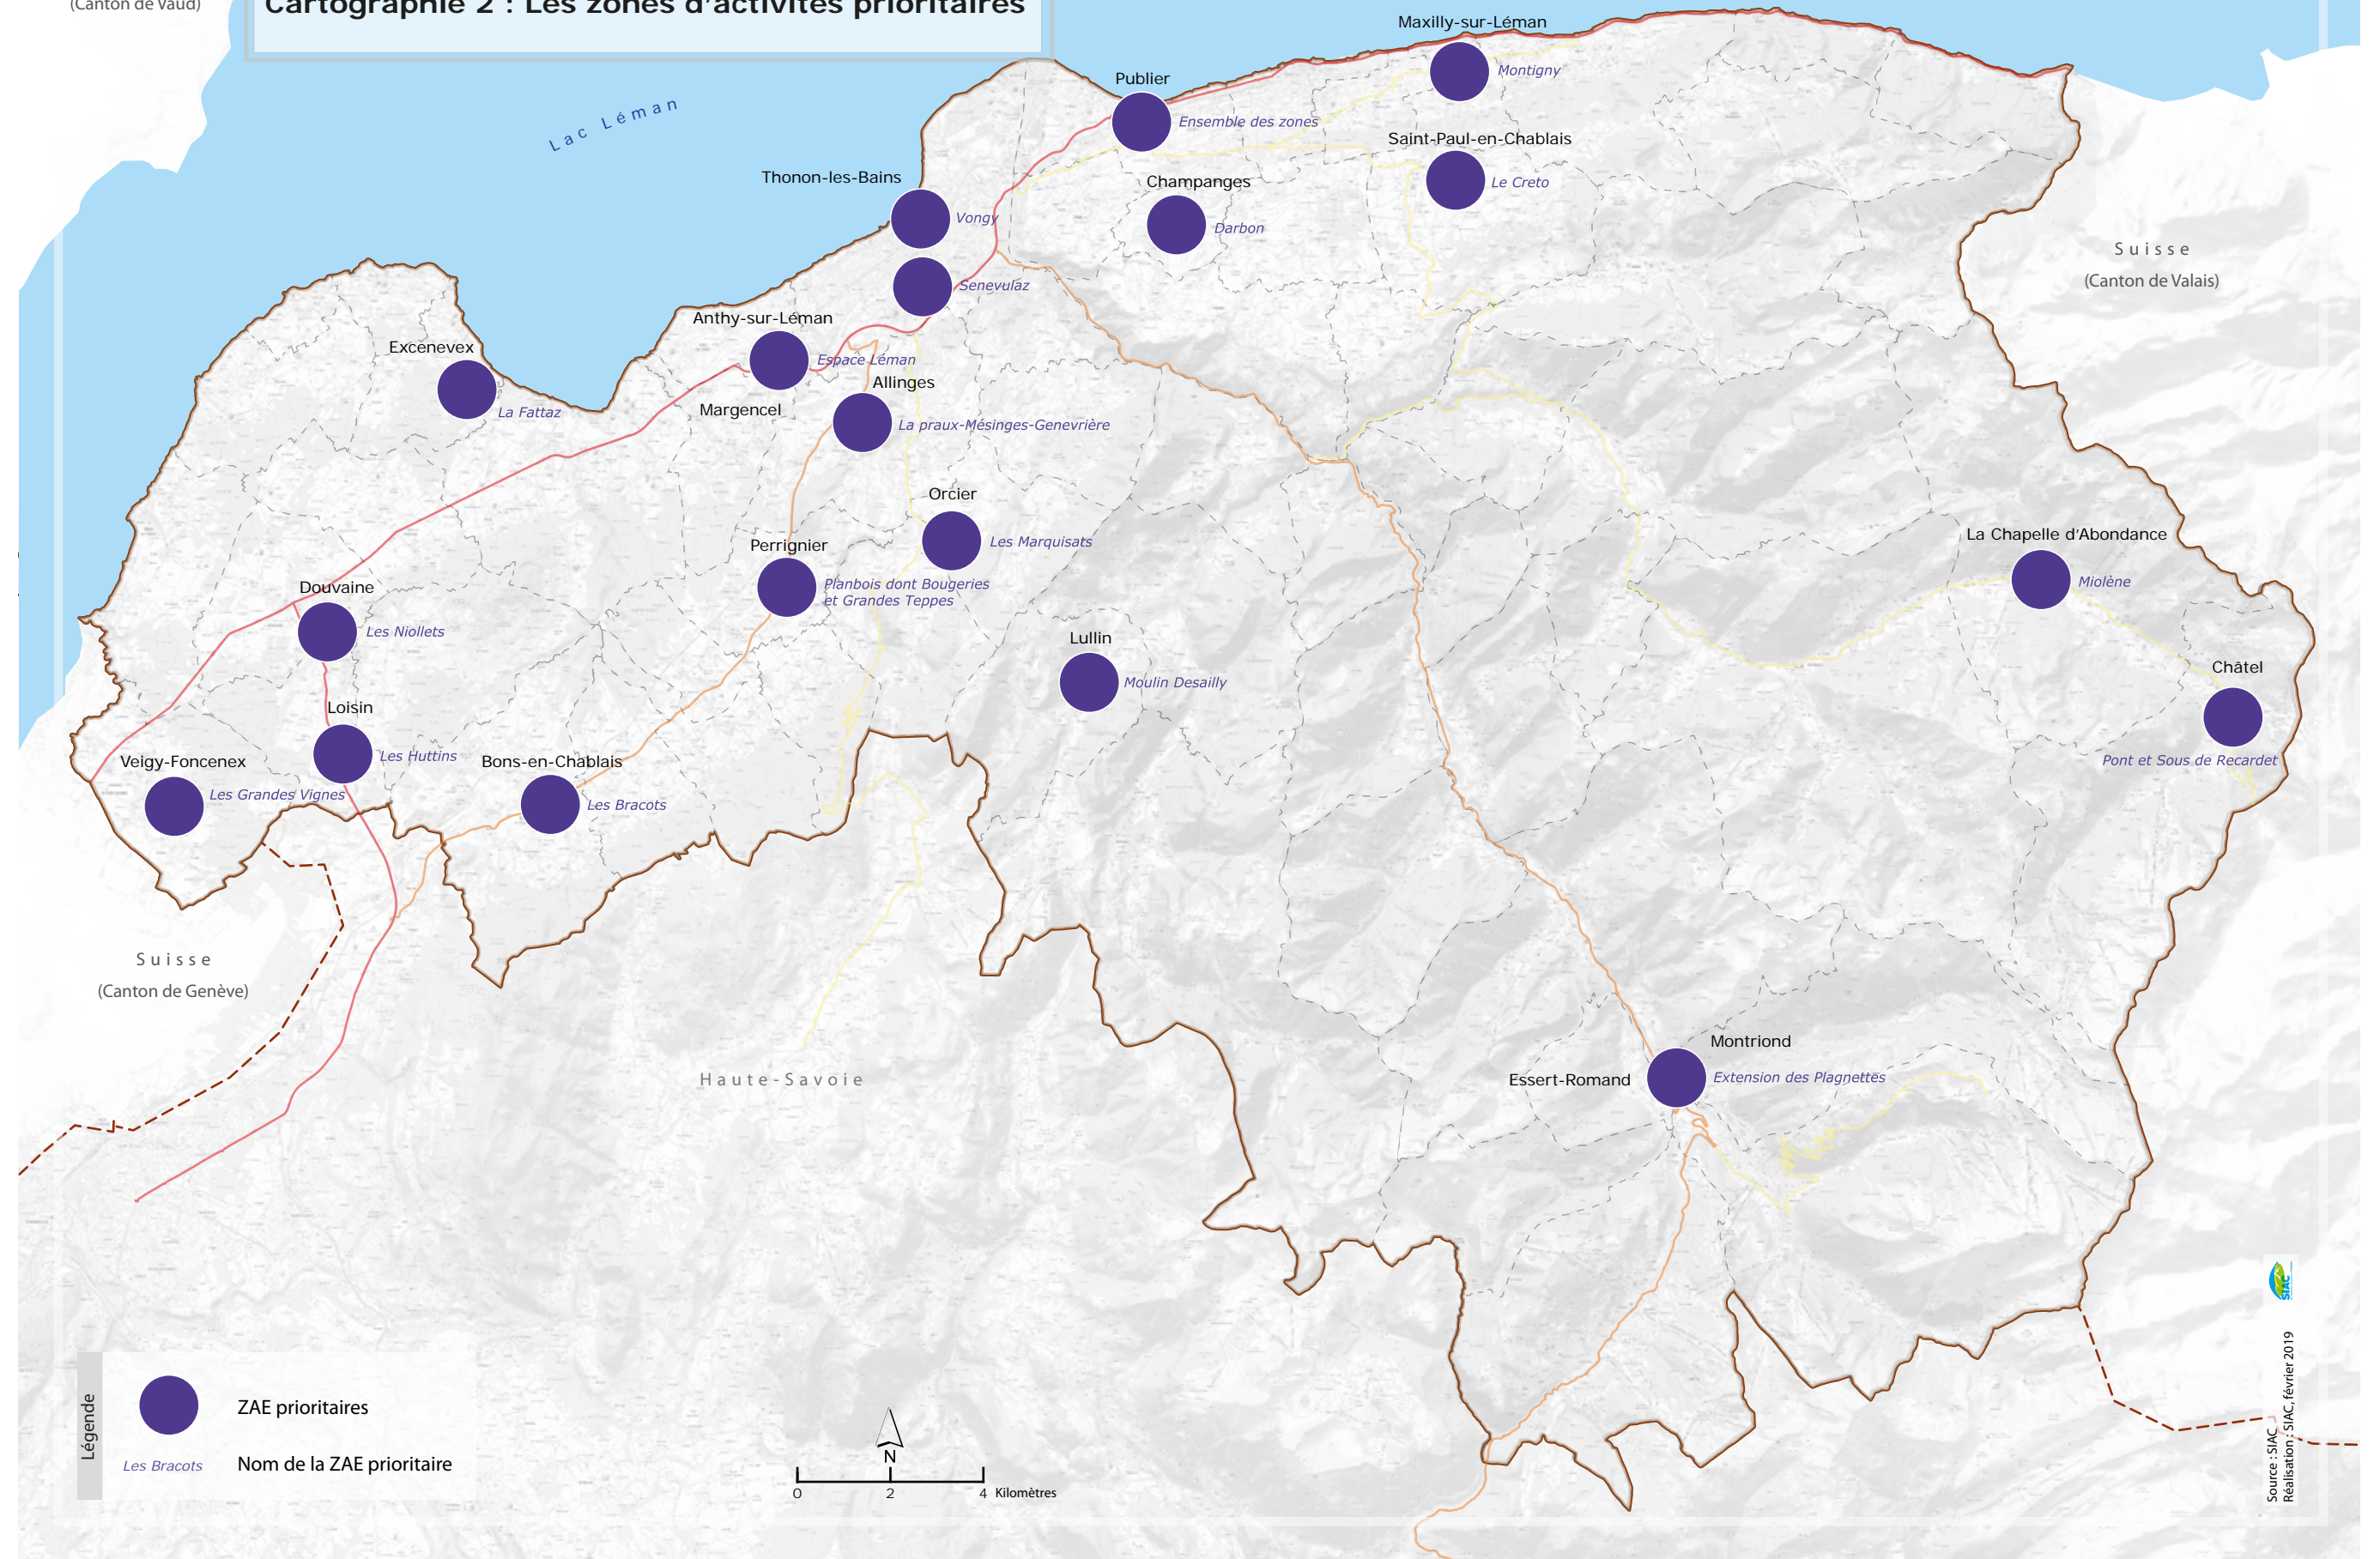 (Canton de Vaud)
Cartographie 2 : Les zones d'activités prioritaires
Lac Léman
Maxilly-sur-Léman
Montigny
Publier
Ensemble des zones
Saint-Paul-en-Chablais
Le Creto
Thonon-les-Bains
Vongy
Senevulaz
Champanges
Darbon
Suisse
(Canton de Valais)
Anthy-sur-Léman
Espace Léman
Excenevex
La Fattaz
Margencel
Allinges
La praux-Mésinges-Genevrière
Orcier
Les Marquisats
Perrignier
Planbois dont Bougeries
et Grandes Teppes
La Chapelle d'Abondance
Miolène
Douvaine
Les Niollets
Lullin
Moulin Desailly
Châtel
Pont et Sous de Recardet
Loisin
Les Huttins
Veigy-Foncenex
Les Grandes Vignes
Bons-en-Chablais
Les Bracots
Suisse
(Canton de Genève)
Haute-Savoie
Montriond
Essert-Romand
Extension des Plagnettes
Légende
ZAE prioritaires
Les Bracots
Nom de la ZAE prioritaire
N
0 2 4 Kilomètres
SIAC
Source : SIAC
Réalisation : SIAC, février 2019